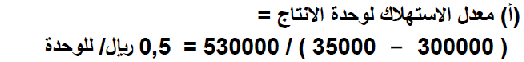 (أ) معدل الاستهلاك لوحدة الانتاج =
( 300000 – 35000 ) / 530000 = 0,5 ريال/ للوحدة